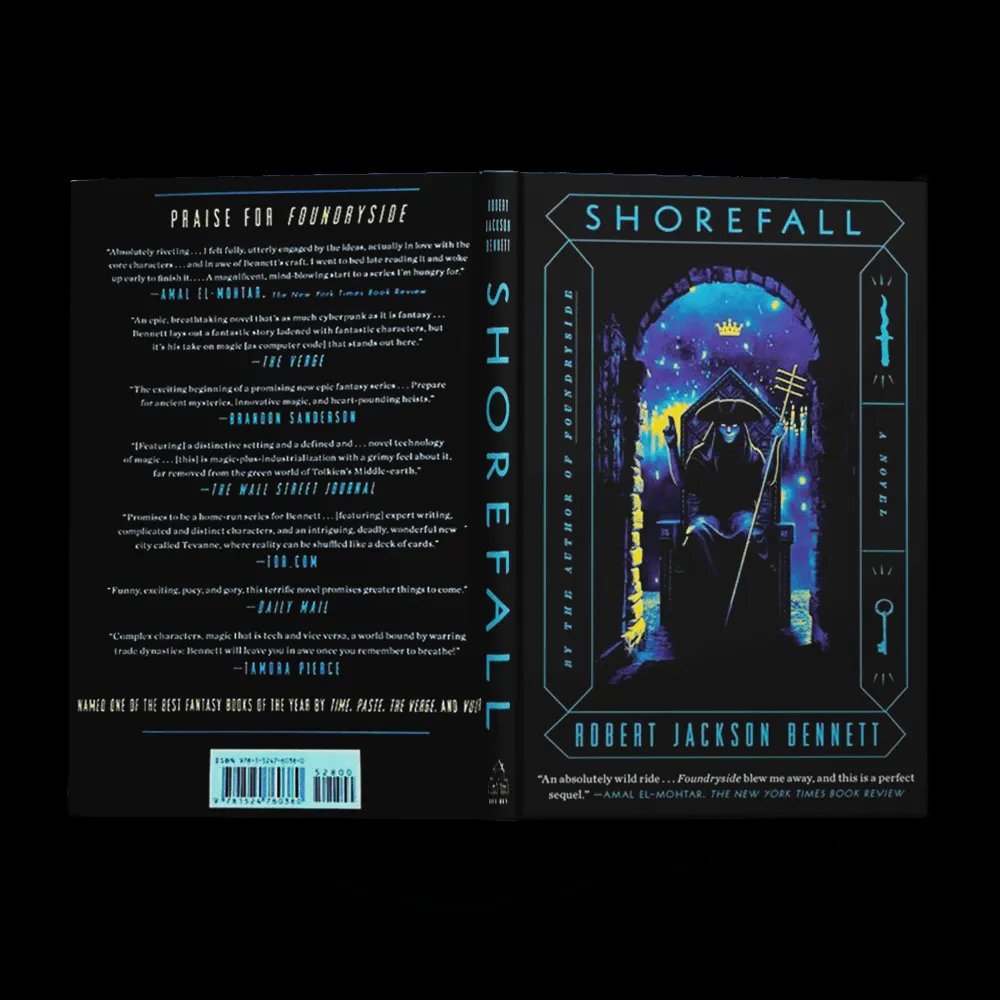 PRAISE FOR FOUNDRYSIDE
"Absolutely riveting . . . I felt fully, utterly engaged by the ideas, actually in love with the
core characters . . . and in awe of Bennett's craft. I went to bed late reading it and woke
up early to finish it. . . . A magnificent, mind-blowing start to a series I'm hungry for."
—AMAL EL-MOHTAR, The New York Times Book Review
"An epic, breathtaking novel that's as much cyberpunk as it is fantasy . . .
Bennett lays out a fantastic story ladened with fantastic characters, but
it's his take on magic [as computer code] that stands out here."
—THE VERGE
"The exciting beginning of a promising new epic fantasy series . . . Prepare
for ancient mysteries, innovative magic, and heart-pounding heists."
—BRANDON SANDERSON
"[Featuring] a distinctive setting and a defined and . . . novel technology
of magic . . . [this] is magic-plus-industrialization with a grimy feel about it,
far removed from the green world of Tolkien's Middle-earth."
—THE WALL STREET JOURNAL
"Promises to be a home-run series for Bennett . . . [featuring] expert writing,
complicated and distinct characters, and an intriguing, deadly, wonderful new
city called Tevanne, where reality can be shuffled like a deck of cards."
—TOR.COM
"Funny, exciting, pacy, and gory, this terrific novel promises greater things to come."
—DAILY MAIL
"Complex characters, magic that is tech and vice versa, a world bound by warring
trade dynasties: Bennett will leave you in awe once you remember to breathe!"
—TAMORA PIERCE
NAMED ONE OF THE BEST FANTASY BOOKS OF THE YEAR BY TIME, PASTE, THE VERGE, AND
ISBN 978-1-5247-6038-0
52800
9 781524 760380
ROBERT
JACKSON
BENNETT
SHOREFALL
SHOREFALL
BY THE AUTHOR OF FOUNDRYSIDE
A NOVEL
ROBERT JACKSON BENNETT
"An absolutely wild ride . . . Foundryside blew me away, and this is a perfect
sequel." —AMAL EL-MOHTAR, THE NEW YORK TIMES BOOK REVIEW